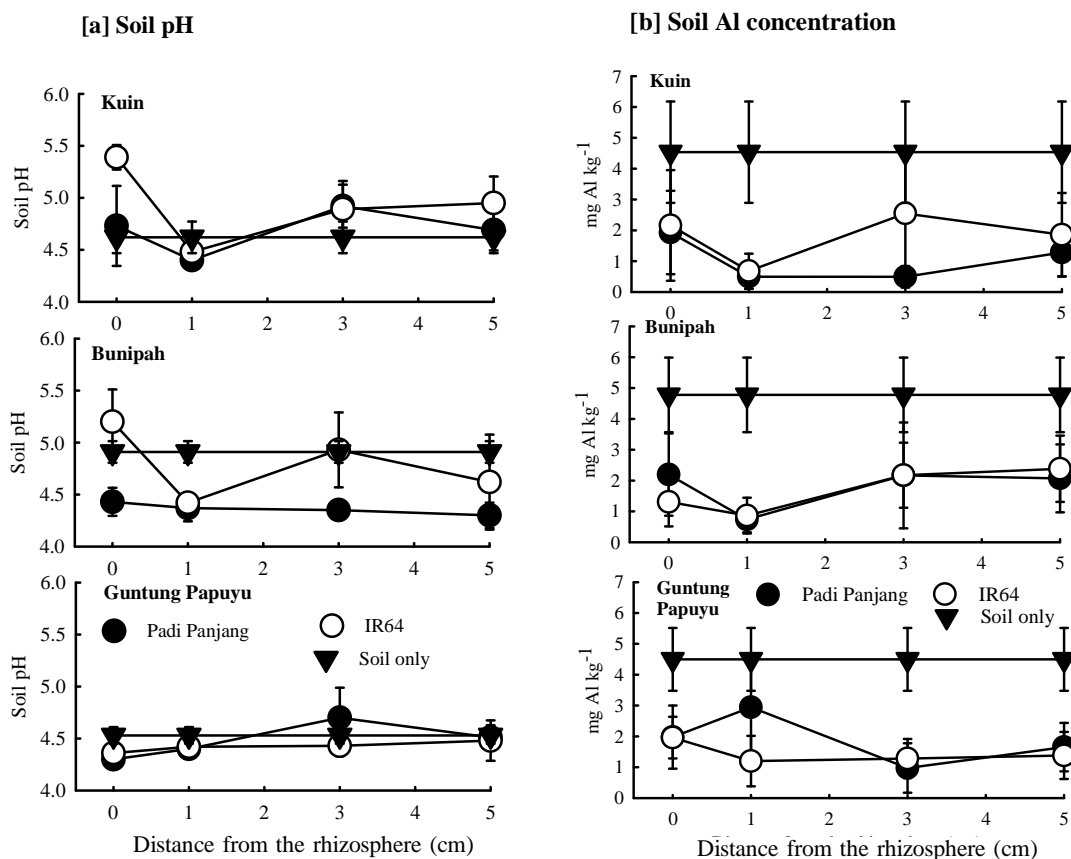 [a] Soil pH
6.0
Kuin
5.5
5.0
4.5
4.0
Soil pH
0 1 2 3 4 5
6.0
Bunipah
5.5
5.0
4.5
4.0
Soil pH
0 1 2 3 4 5
6.0
Guntung Papuyu
5.5
Padi Panjang
IR64
Soil only
5.0
4.5
4.0
Soil pH
0 1 2 3 4 5
Distance from the rhizosphere (cm)
[b] Soil Al concentration
7
Kuin
6
5
4
3
2
1
0
mg Al kg⁻¹
0 1 2 3 4 5
7
Bunipah
6
5
4
3
2
1
0
mg Al kg⁻¹
0 1 2 3 4 5
7
Guntung
Papuyu
Padi Panjang
IR64
Soil only
6
5
4
3
2
1
0
mg Al kg⁻¹
0 1 2 3 4 5
Distance from the rhizosphere (cm)